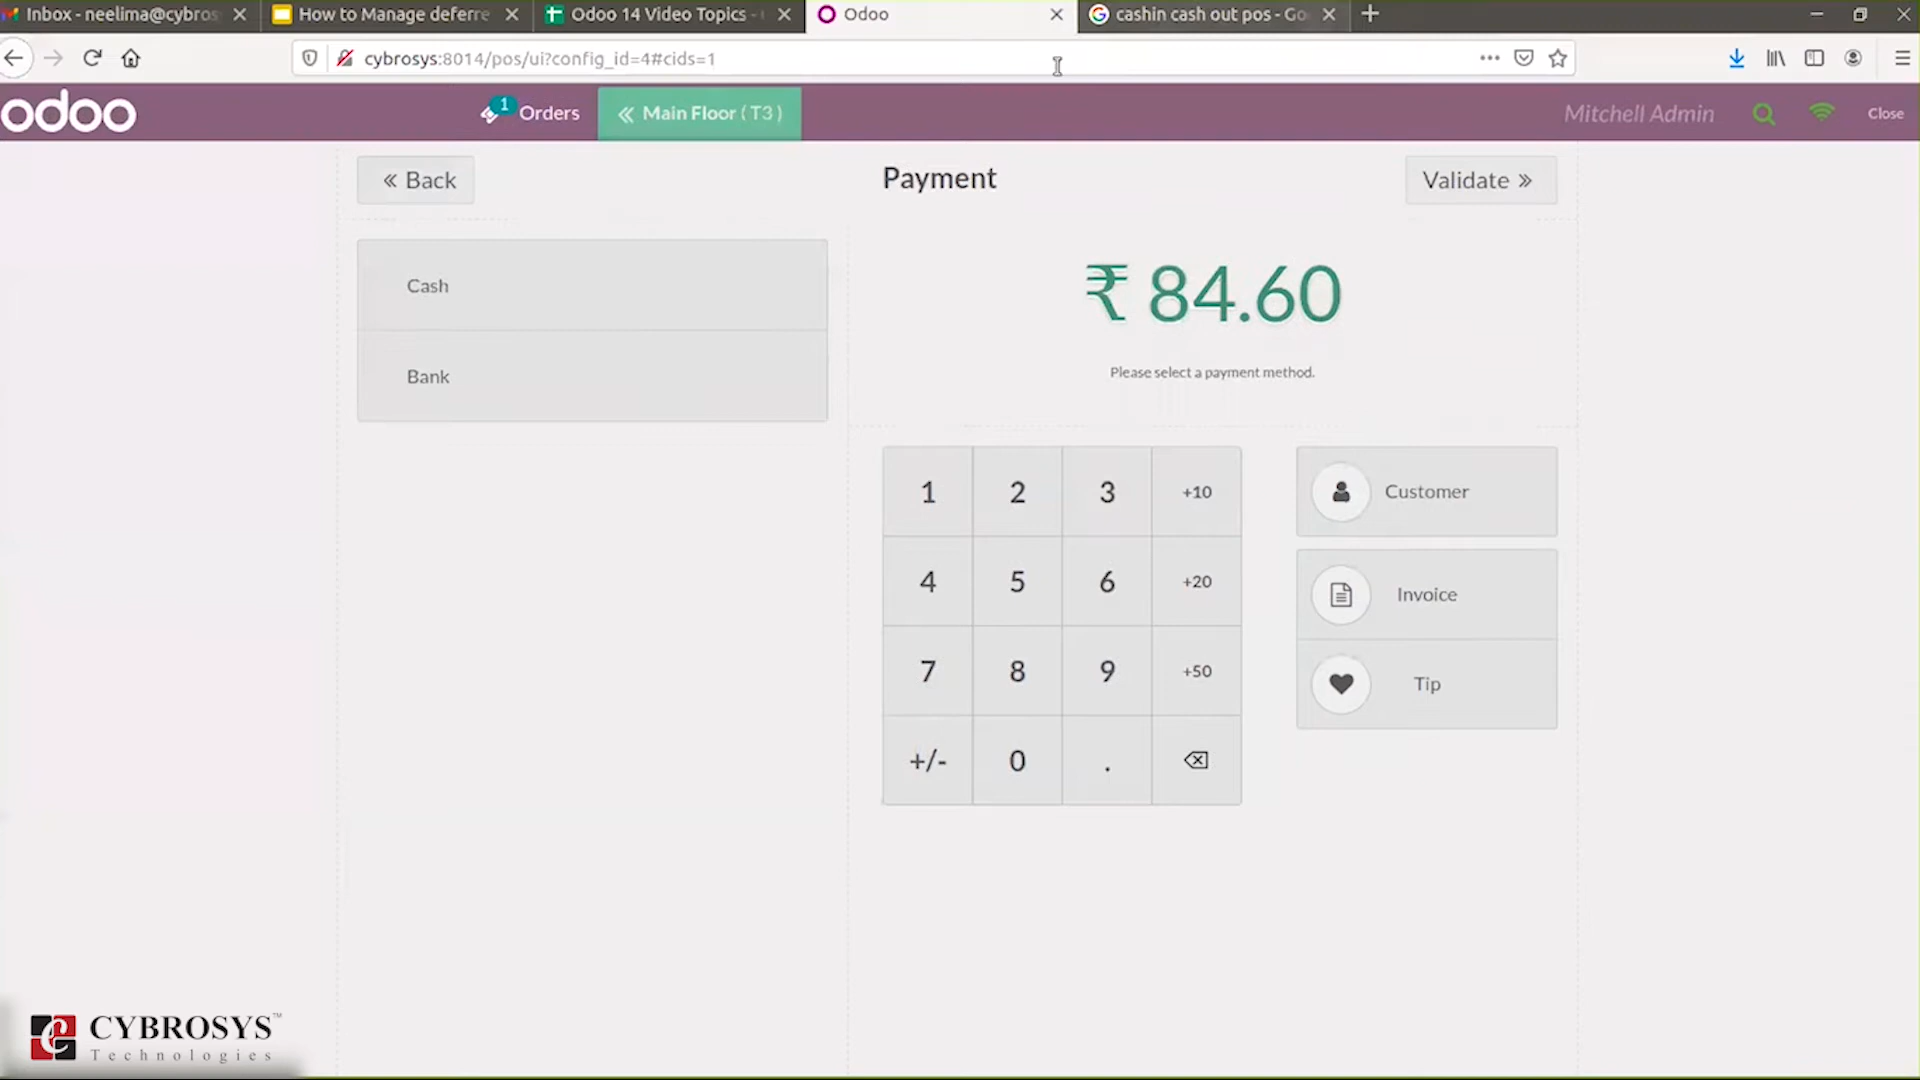 Inbox - neelima@cybros
How to Manage deferre
Odoo 14 Video Topics -
Odoo
cashin cash out pos - Go
cybrosys:8014/pos/ui?config_id=4#cids=1
odoo
1
Orders
Main Floor ( T3 )
Mitchell Admin
Close
Back
Payment
Validate
Cash
Bank
₹ 84.60
Please select a payment method.
1 2 3 +10
4 5 6 +20
7 8 9 +50
+/- 0 .
Customer
Invoice
Tip
CYBROSYS™
Technologies